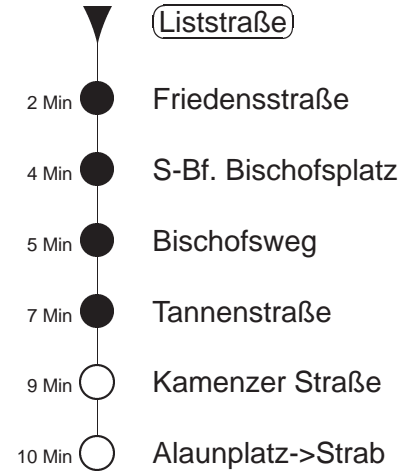 Liststraße
2 Min Friedensstraße
4 Min S-Bf. Bischofsplatz
5 Min Bischofsweg
7 Min Tannenstraße
9 Min Kamenzer Straße
10 Min Alaunplatz->Strab